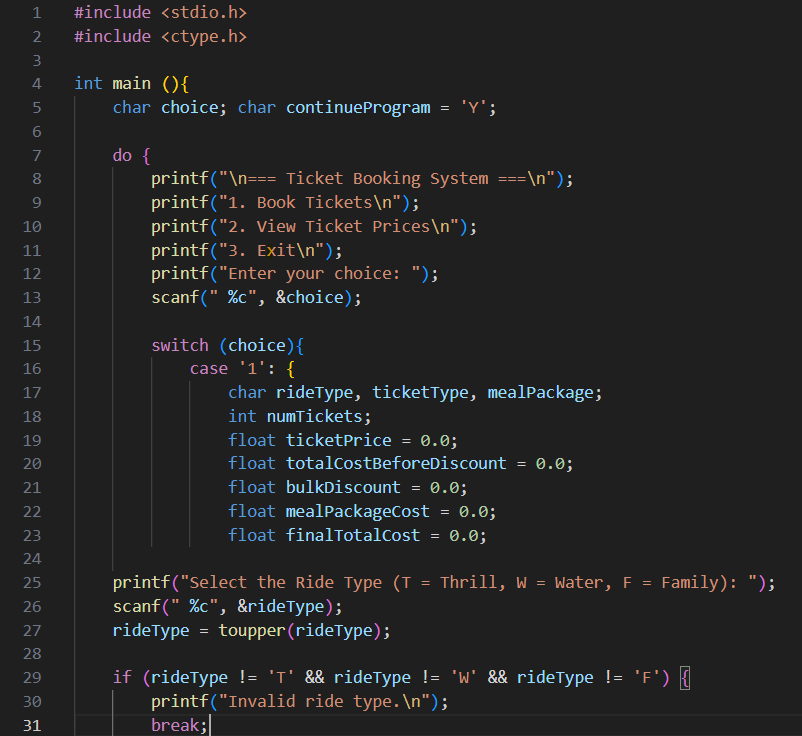 1 #include <stdio.h>
2 #include <ctype.h>
3
4 int main (){
5     char choice; char continueProgram = 'Y';
6
7     do {
8         printf("\n=== Ticket Booking System ===\n");
9         printf("1. Book Tickets\n");
10         printf("2. View Ticket Prices\n");
11         printf("3. Exit\n");
12         printf("Enter your choice: ");
13         scanf(" %c", &choice);
14
15         switch (choice){
16             case '1': {
17                 char rideType, ticketType, mealPackage;
18                 int numTickets;
19                 float ticketPrice = 0.0;
20                 float totalCostBeforeDiscount = 0.0;
21                 float bulkDiscount = 0.0;
22                 float mealPackageCost = 0.0;
23                 float finalTotalCost = 0.0;
24
25     printf("Select the Ride Type (T = Thrill, W = Water, F = Family): ");
26     scanf(" %c", &rideType);
27     rideType = toupper(rideType);
28
29     if (rideType != 'T' && rideType != 'W' && rideType != 'F') {
30         printf("Invalid ride type.\n");
31         break;